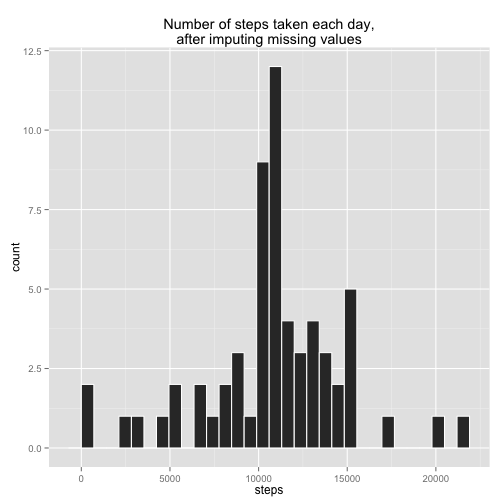 Number of steps taken each day,
after imputing missing values
12.5
10.0
7.5
5.0
2.5
0.0
count
0 5000 10000 15000 20000
steps